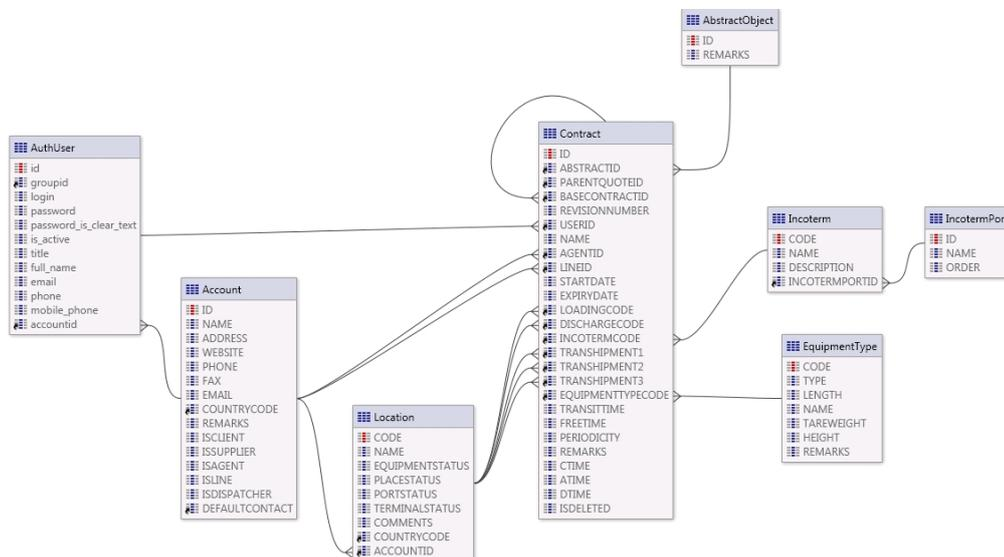 AbstractObject
ID
REMARKS
Contract
ID
ABSTRACTID
PARENTQUOTEID
BASECONTRACTID
REVISIONNUMBER
USERID
NAME
AGENTID
LINEID
STARTDATE
EXPIRYDATE
LOADINGCODE
DISCHARGECODE
INCOTERMCODE
TRANSHIPMENT1
TRANSHIPMENT2
TRANSHIPMENT3
EQUIPMENTTYPECODE
TRANSITTIME
FREETIME
PERIODICITY
REMARKS
CTIME
ATIME
DTIME
ISDELETED
AuthUser
id
groupid
login
password
password_is_clear_text
is_active
title
full_name
email
phone
mobile_phone
accountid
Account
ID
NAME
ADDRESS
WEBSITE
PHONE
FAX
EMAIL
COUNTRYCODE
REMARKS
ISCLIENT
ISSUPPLIER
ISAGENT
ISLINE
ISDISPATCHER
DEFAULTCONTACT
Location
CODE
NAME
EQUIPMENTSTATUS
PLACESTATUS
PORTSTATUS
TERMINALSTATUS
COMMENTS
COUNTRYCODE
ACCOUNTID
Incoterm
CODE
NAME
DESCRIPTION
INCOTERMPORTID
IncotermPor
ID
NAME
ORDER
EquipmentType
CODE
TYPE
LENGTH
NAME
TAREWEIGHT
HEIGHT
REMARKS